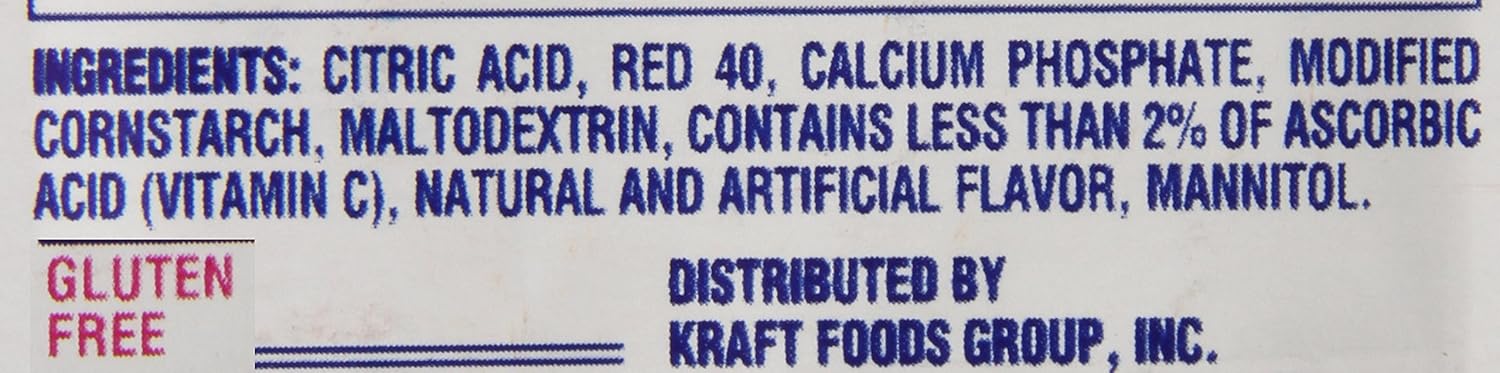 INGREDIENTS: CITRIC ACID, RED 40, CALCIUM PHOSPHATE, MODIFIED
CORNSTARCH, MALTODEXTRIN, CONTAINS LESS THAN 2% OF ASCORBIC
ACID (VITAMIN C), NATURAL AND ARTIFICIAL FLAVOR, MANNITOL.
GLUTEN
FREE
DISTRIBUTED BY
KRAFT FOODS GROUP, INC.